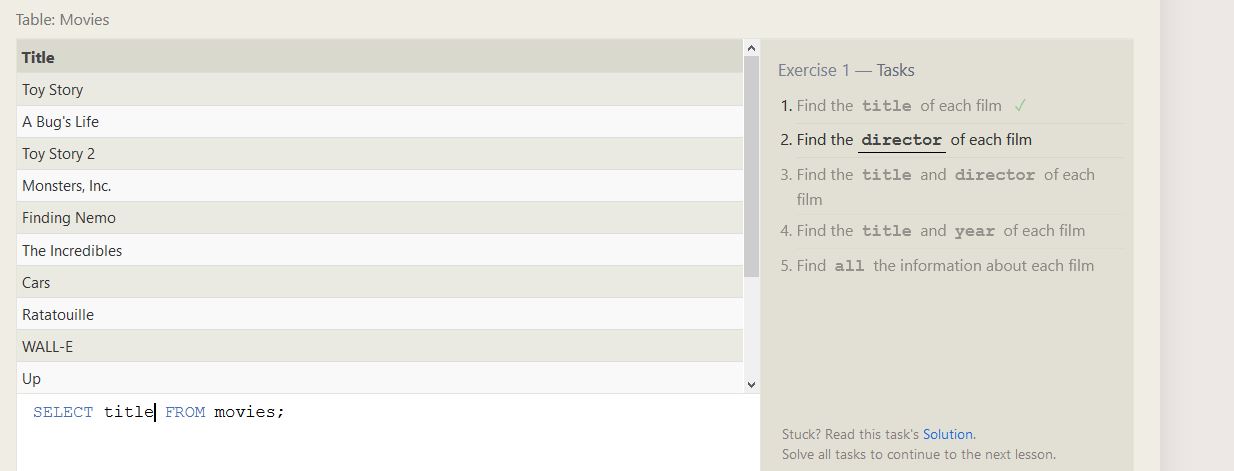 Table: Movies
Title
Toy Story
A Bug's Life
Toy Story 2
Monsters, Inc.
Finding Nemo
The Incredibles
Cars
Ratatouille
WALL-E
Up
SELECT title FROM movies;
Exercise 1 — Tasks
1. Find the title of each film ✓
2. Find the director of each film
3. Find the title and director of each
film
4. Find the title and year of each film
5. Find all the information about each film
Stuck? Read this task's Solution.
Solve all tasks to continue to the next lesson.